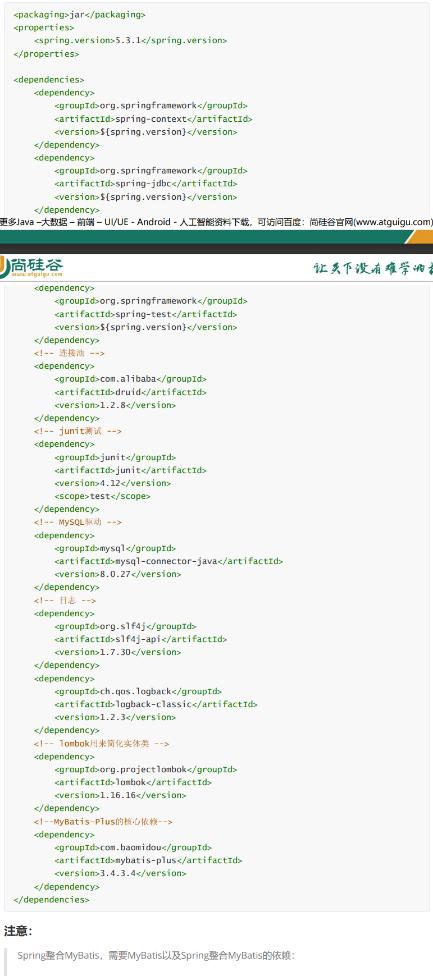 <packaging>jar</packaging>
<properties>
    <spring.version>5.3.1</spring.version>
</properties>

<dependencies>
    <dependency>
        <groupId>org.springframework</groupId>
        <artifactId>spring-context</artifactId>
        <version>${spring.version}</version>
    </dependency>
    <dependency>
        <groupId>org.springframework</groupId>
        <artifactId>spring-jdbc</artifactId>
        <version>${spring.version}</version>
    </dependency>
更多Java –大数据 – 前端 – UI/UE - Android - 人工智能资料下载，可访问百度：尚硅谷官网(www.atguigu.com)
尚硅谷
www.atguigu.com
让天下没有难学的
    <dependency>
        <groupId>org.springframework</groupId>
        <artifactId>spring-test</artifactId>
        <version>${spring.version}</version>
    </dependency>
    <!-- 连接池 -->
    <dependency>
        <groupId>com.alibaba</groupId>
        <artifactId>druid</artifactId>
        <version>1.2.8</version>
    </dependency>
    <!-- junit测试 -->
    <dependency>
        <groupId>junit</groupId>
        <artifactId>junit</artifactId>
        <version>4.12</version>
        <scope>test</scope>
    </dependency>
    <!-- MySQL驱动 -->
    <dependency>
        <groupId>mysql</groupId>
        <artifactId>mysql-connector-java</artifactId>
        <version>8.0.27</version>
    </dependency>
    <!-- 日志 -->
    <dependency>
        <groupId>org.slf4j</groupId>
        <artifactId>slf4j-api</artifactId>
        <version>1.7.30</version>
    </dependency>
    <dependency>
        <groupId>ch.qos.logback</groupId>
        <artifactId>logback-classic</artifactId>
        <version>1.2.3</version>
    </dependency>
    <!-- lombok用来简化实体类 -->
    <dependency>
        <groupId>org.projectlombok</groupId>
        <artifactId>lombok</artifactId>
        <version>1.16.16</version>
    </dependency>
    <!--MyBatis-Plus的核心依赖-->
    <dependency>
        <groupId>com.baomidou</groupId>
        <artifactId>mybatis-plus</artifactId>
        <version>3.4.3.4</version>
    </dependency>
</dependencies>
注意：
Spring整合MyBatis，需要MyBatis以及Spring整合MyBatis的依赖：